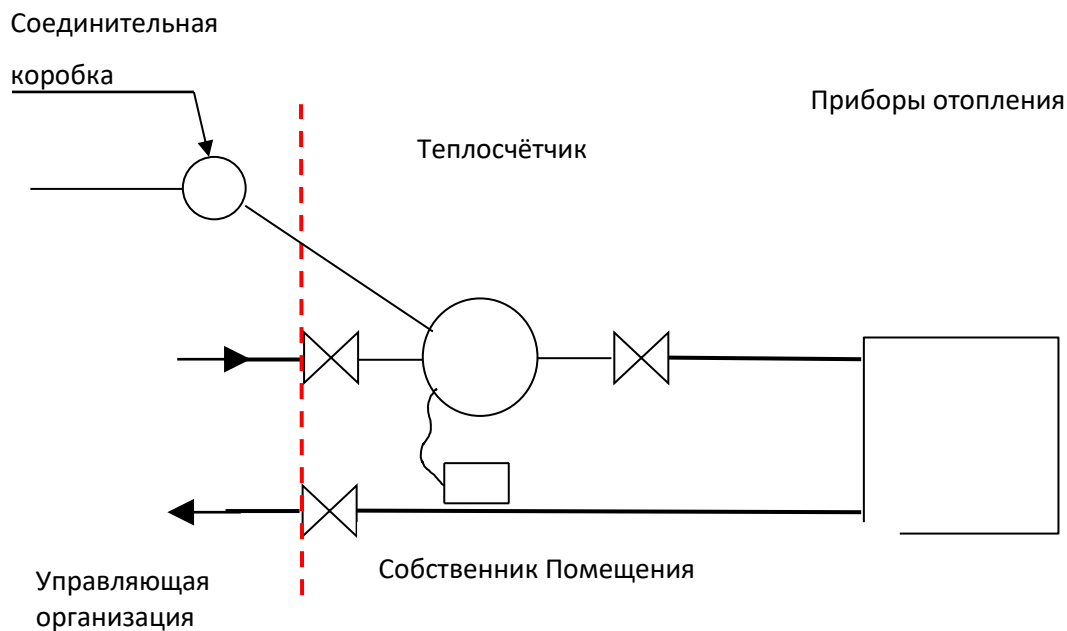 Соединительная
коробка
Приборы отопления
Теплосчётчик
Собственник Помещения
Управляющая
организация